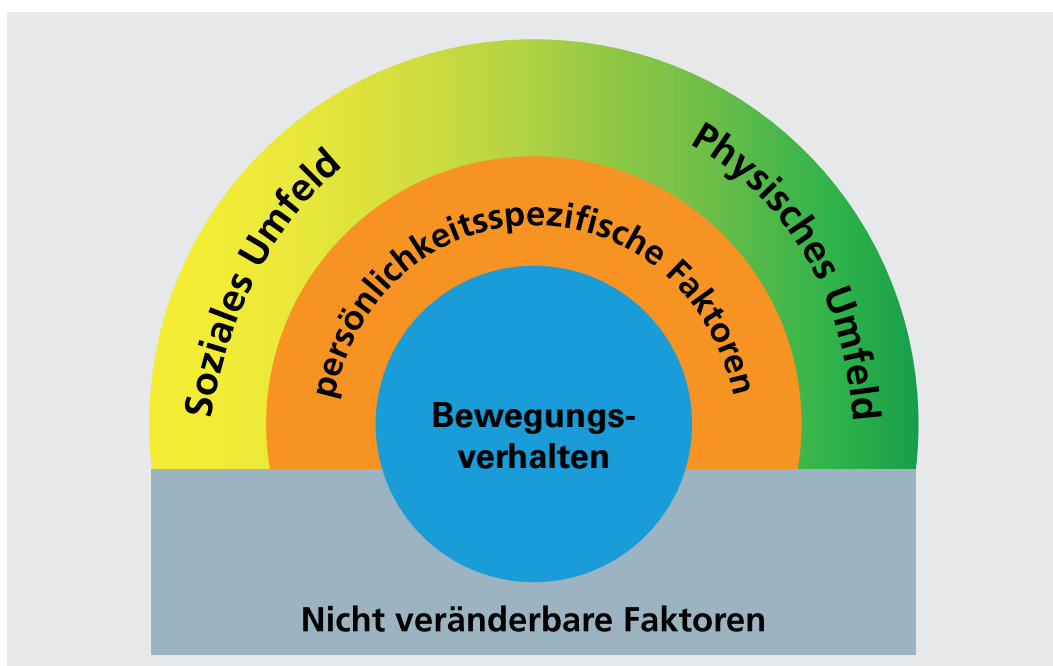 Soziales Umfeld
Physisches Umfeld
persönlichkeitsspezifische Faktoren
Bewegungs-
verhalten
Nicht veränderbare Faktoren